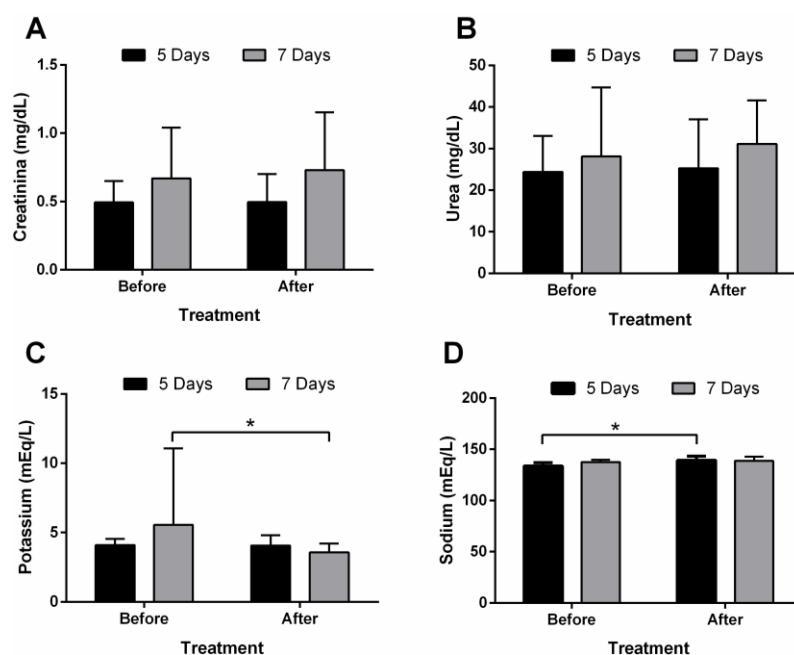 A
5 Days 7 Days
Creatinina (mg/dL)
1.5
1.0
0.5
0.0
Before After
Treatment
B
5 Days 7 Days
Urea (mg/dL)
50
40
30
20
10
0
Before After
Treatment
C
5 Days 7 Days
Potassium (mEq/L)
15
10
5
0
*
Before After
Treatment
D
5 Days 7 Days
Sodium (mEq/L)
200
150
100
50
0
*
Before After
Treatment